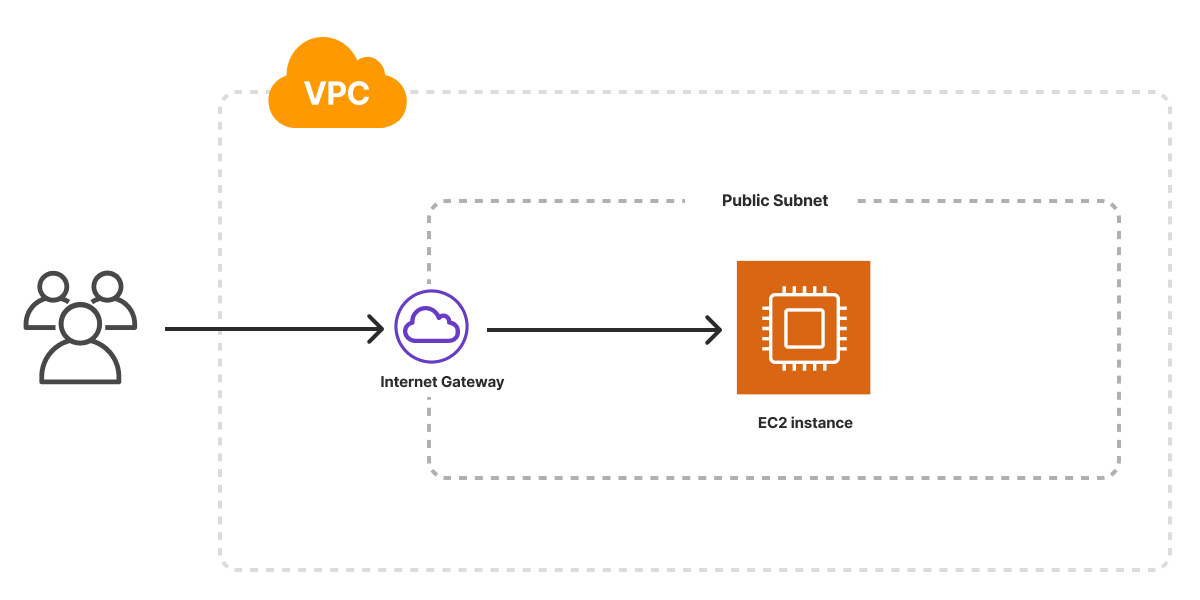 VPC
Public Subnet
Internet Gateway
EC2 instance